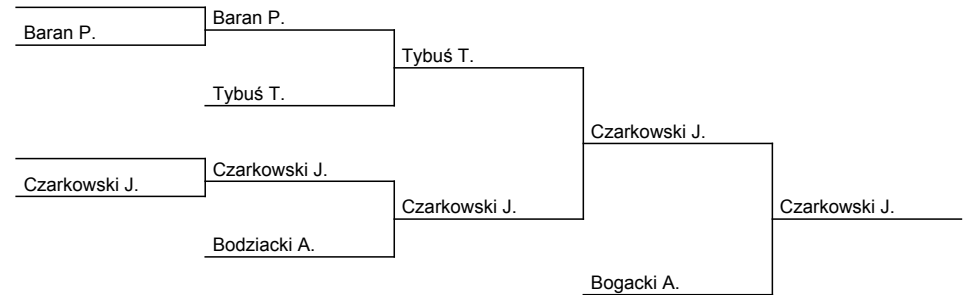 Baran P.
Baran P.
Tybuś T.
Tybuś T.
Czarkowski J.
Czarkowski J.
Czarkowski J.
Czarkowski J.
Czarkowski J.
Bodziacki A.
Bogacki A.